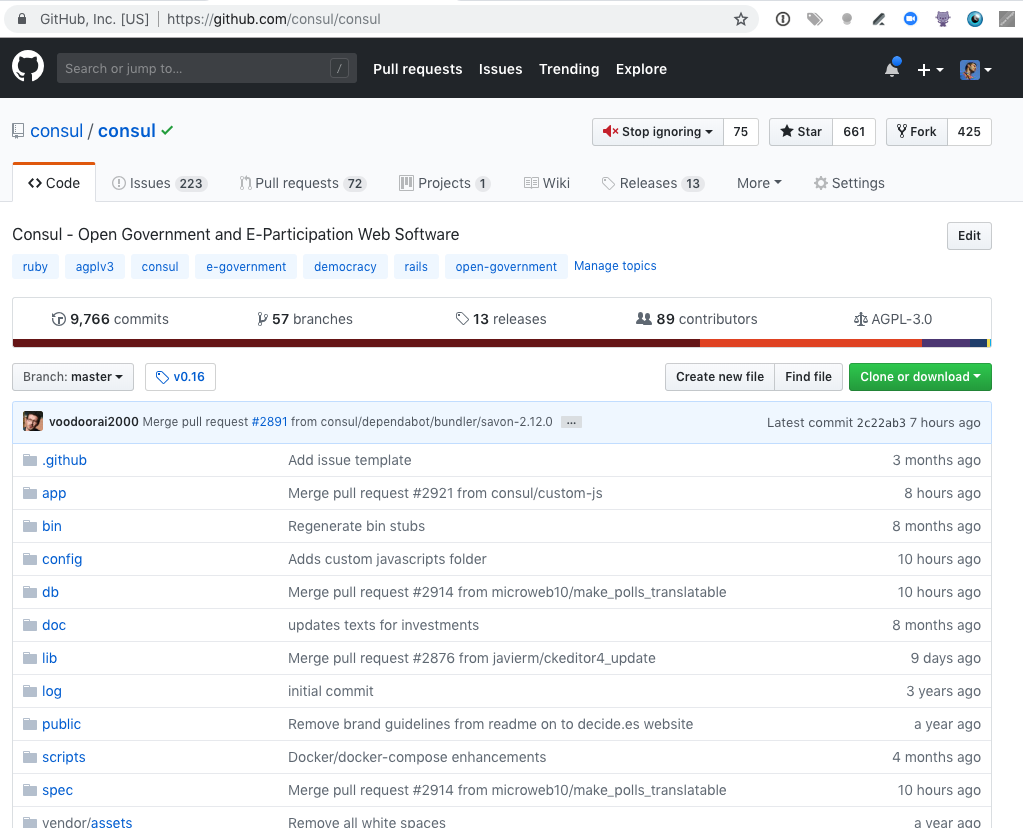 GitHub, Inc. [US] https://github.com/consul/consul
Search or jump to... / Pull requests Issues Trending Explore
consul / consul Stop ignoring 75 Star 661 Fork 425
Code Issues 223 Pull requests 72 Projects 1 Wiki Releases 13 More Settings
Consul - Open Government and E-Participation Web Software Edit
ruby agplv3 consul e-government democracy rails open-government Manage topics
9,766 commits 57 branches 13 releases 89 contributors AGPL-3.0
Branch: master v0.16 Create new file Find file Clone or download
voodoorai2000 Merge pull request #2891 from consul/dependabot/bundler/savon-2.12.0 ... Latest commit 2c22ab3 7 hours ago
.github Add issue template 3 months ago
app Merge pull request #2921 from consul/custom-js 8 hours ago
bin Regenerate bin stubs 8 months ago
config Adds custom javascripts folder 10 hours ago
db Merge pull request #2914 from microweb10/make_polls_translatable 10 hours ago
doc updates texts for investments 8 months ago
lib Merge pull request #2876 from javierm/ckeditor4_update 9 days ago
log initial commit 3 years ago
public Remove brand guidelines from readme on to decide.es website a year ago
scripts Docker/docker-compose enhancements 4 months ago
spec Merge pull request #2914 from microweb10/make_polls_translatable 10 hours ago
vendor/assets Remove all white spaces a year ago